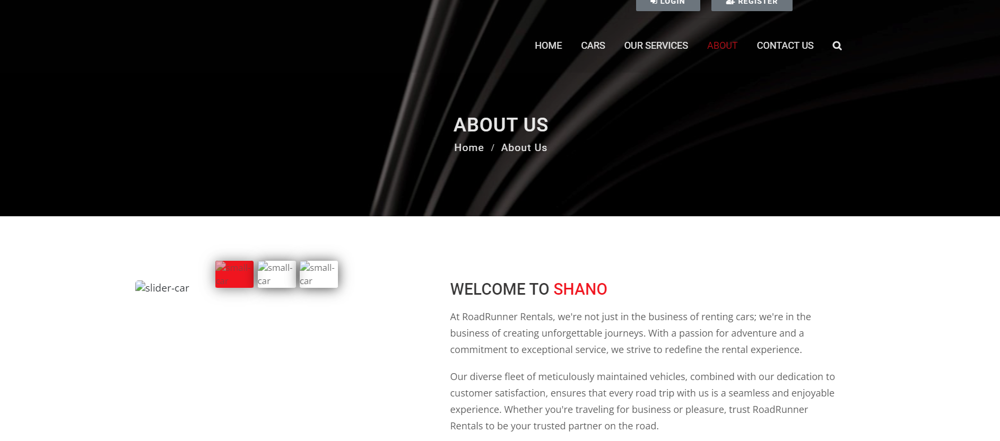 LOGIN REGISTER
HOME CARS OUR SERVICES ABOUT CONTACT US
ABOUT US
Home / About Us
slider-car
small-
car
small-
car
small-
car
WELCOME TO SHANO
At RoadRunner Rentals, we're not just in the business of renting cars; we're in the
business of creating unforgettable journeys. With a passion for adventure and a
commitment to exceptional service, we strive to redefine the rental experience.
Our diverse fleet of meticulously maintained vehicles, combined with our dedication to
customer satisfaction, ensures that every road trip with us is a seamless and enjoyable
experience. Whether you're traveling for business or pleasure, trust RoadRunner
Rentals to be your trusted partner on the road.